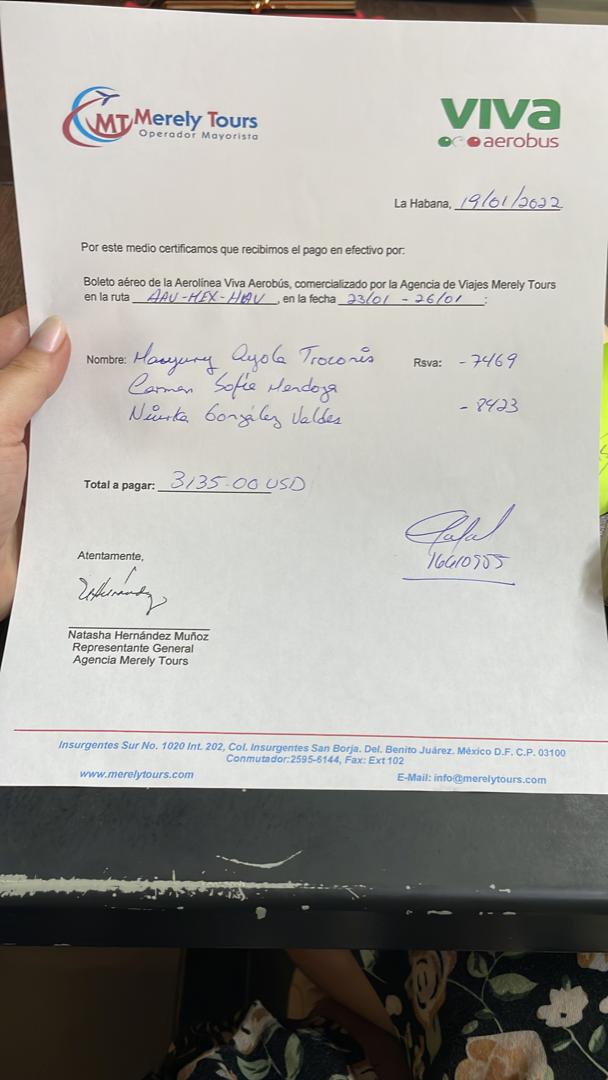 MT Merely Tours
Operador Mayorista
VIVA
aerobus
La Habana, 19/01/2022
Por este medio certificamos que recibimos el pago en efectivo por:
Boleto aéreo de la Aerolínea Viva Aerobús, comercializado por la Agencia de Viajes Merely Tours
en la ruta HAV-MEX-HAV, en la fecha 23/01 - 26/01:
Nombre: Ayola Troconis Rsva: - 7469
Carmen Sofía Mendoza
Niurka González Valdes - 8423
Total a pagar: 3135.00 USD
Atentamente,
Natasha Hernández Muñoz
Representante General
Agencia Merely Tours
Insurgentes Sur No. 1020 Int. 202, Col. Insurgentes San Borja. Del. Benito Juárez. México D.F. C.P. 03100
Conmutador:2595-6144, Fax: Ext 102
www.merelytours.com E-Mail: info@merelytours.com